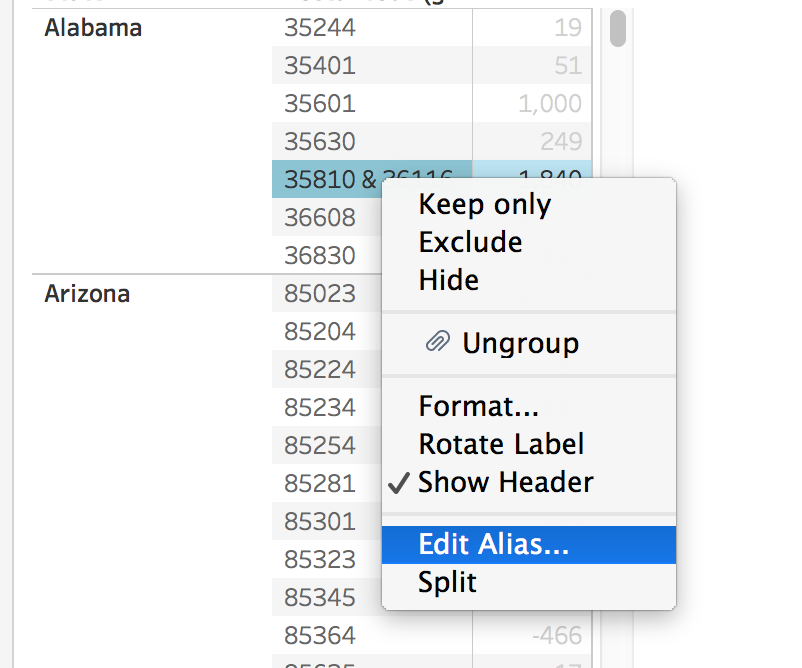 Alabama 35244 19
35401 51
35601 1,000
35630 249
35810 & 36116 1,840
Keep only
36608
Exclude
36830
Hide
Arizona 85023
85204
Ungroup
85224
85234
Format...
85254
Rotate Label
85281
Show Header
85301
85323
Edit Alias...
85345
Split
85364 -466